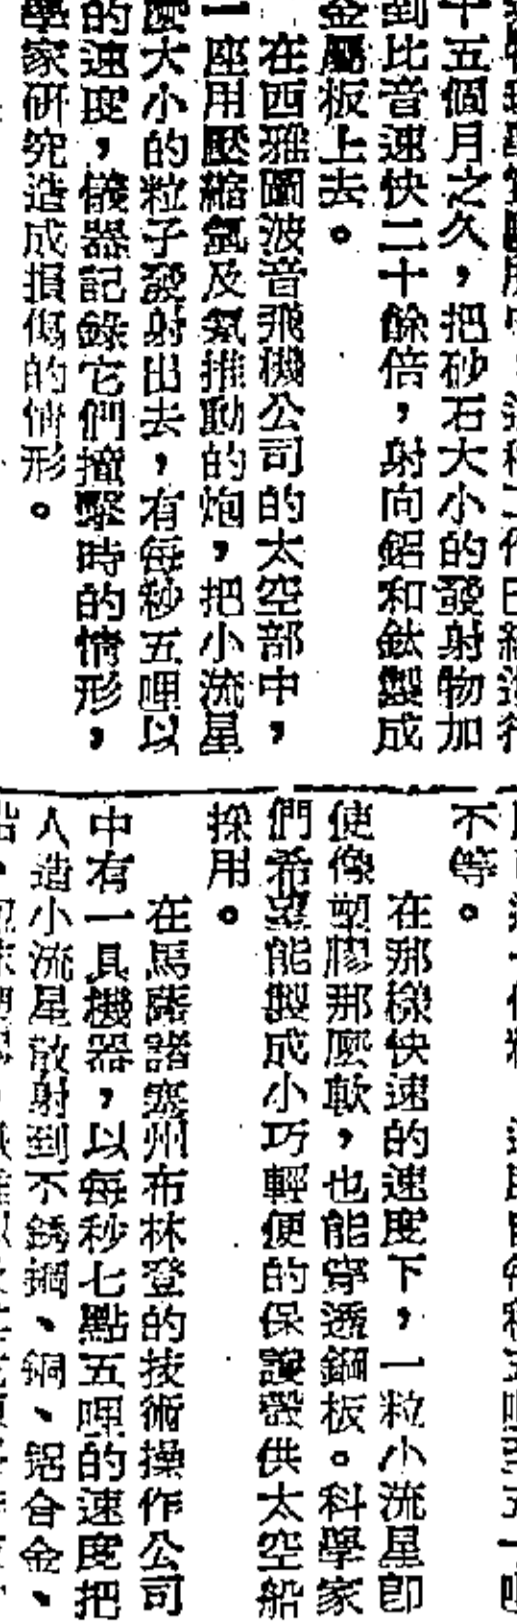 十五個月之久，把砂石大小的發射物加
到比音速快二十餘倍，射向鋁和鈦製成
金屬板上去。
在西雅圖波音飛機公司的太空部中，
一座用壓縮氫及氮推動的炮，把小流星
大小的粒子發射出去，有每秒五哩以
的速度，儀器記錄它們撞擊時的情形，
學家研究造成損傷的情形。
不等。
在那樣快速的速度下，一粒小流星卽
使像塑膠那麼軟，也能穿透鋼板。科學家
們希望能製成小巧輕便的保護器供太空船
採用。
在馬薩諸塞州布林登的技術操作公司
中有一具機器，以每秒七點五哩的速度把
人造小流星散射到不銹鋼、銅、鋁合金、